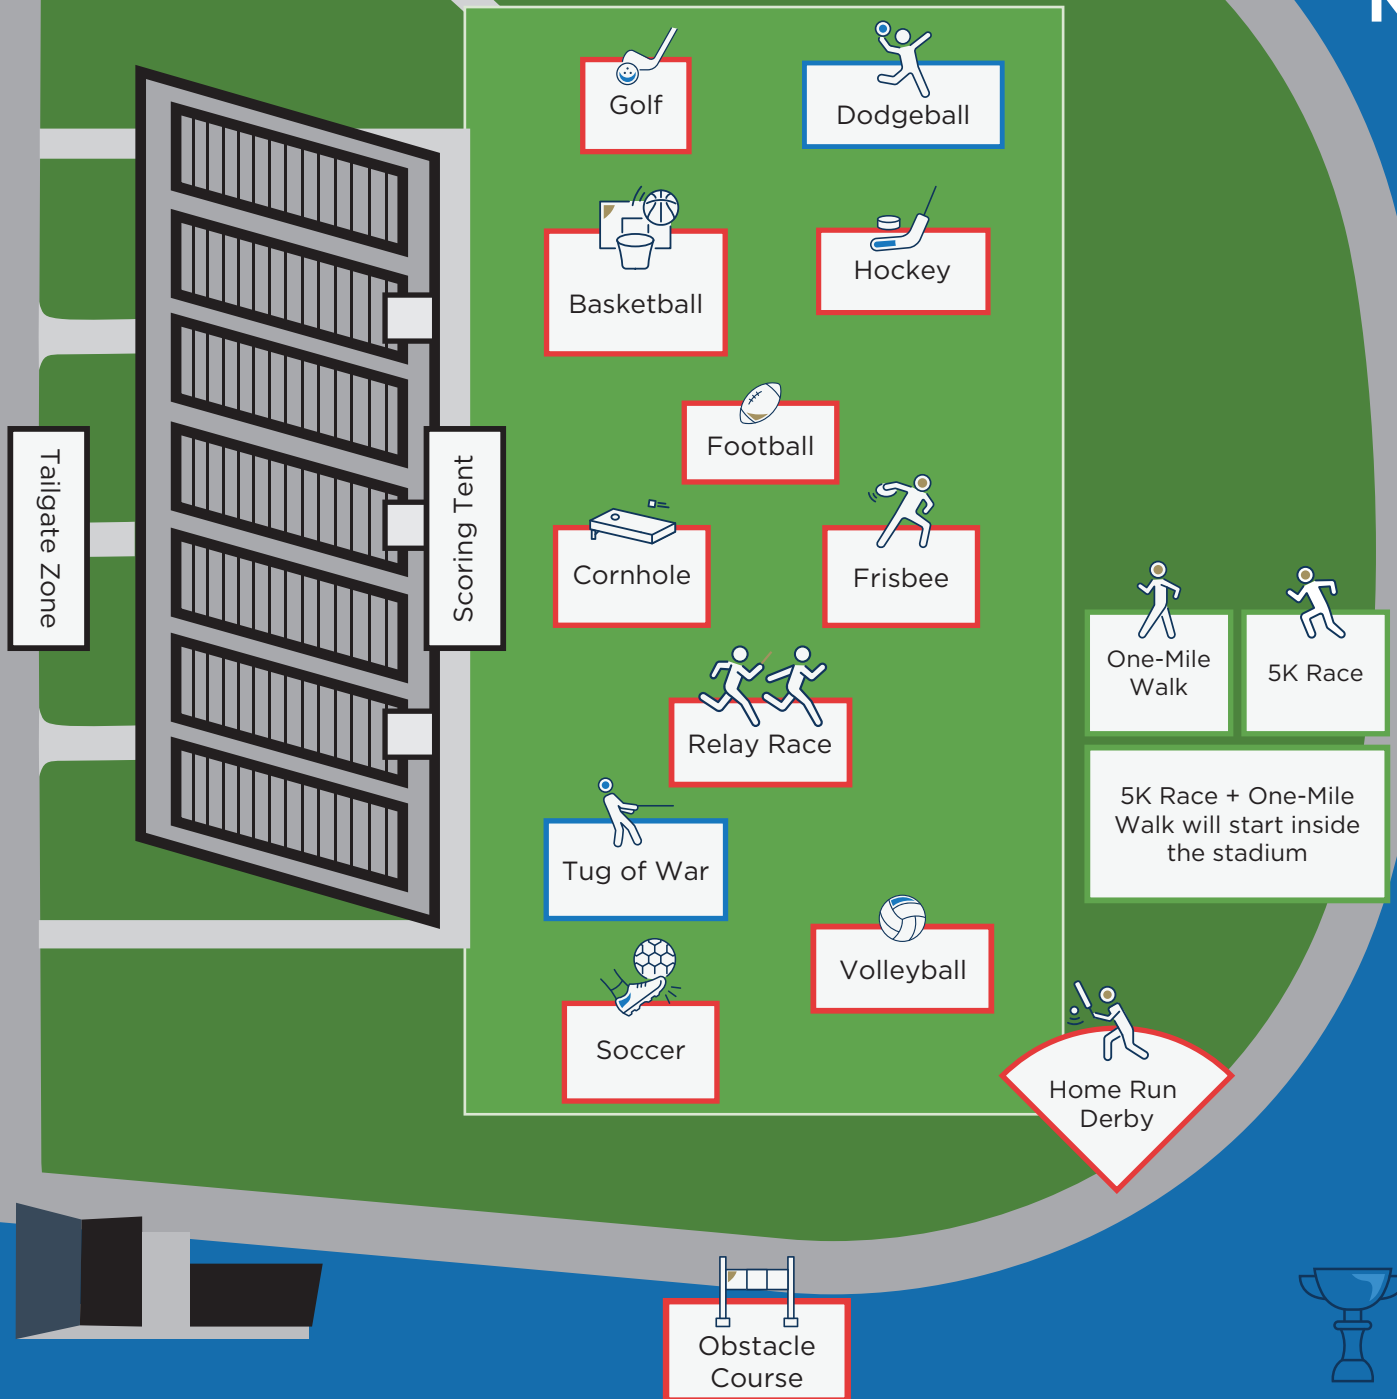 Golf
Dodgeball
Basketball
Hockey
Football
Tailgate Zone
Scoring Tent
Cornhole
Frisbee
One-Mile
Walk
5K Race
Relay Race
5K Race + One-Mile
Walk will start inside
the stadium
Tug of War
Volleyball
Soccer
Home Run
Derby
Obstacle
Course